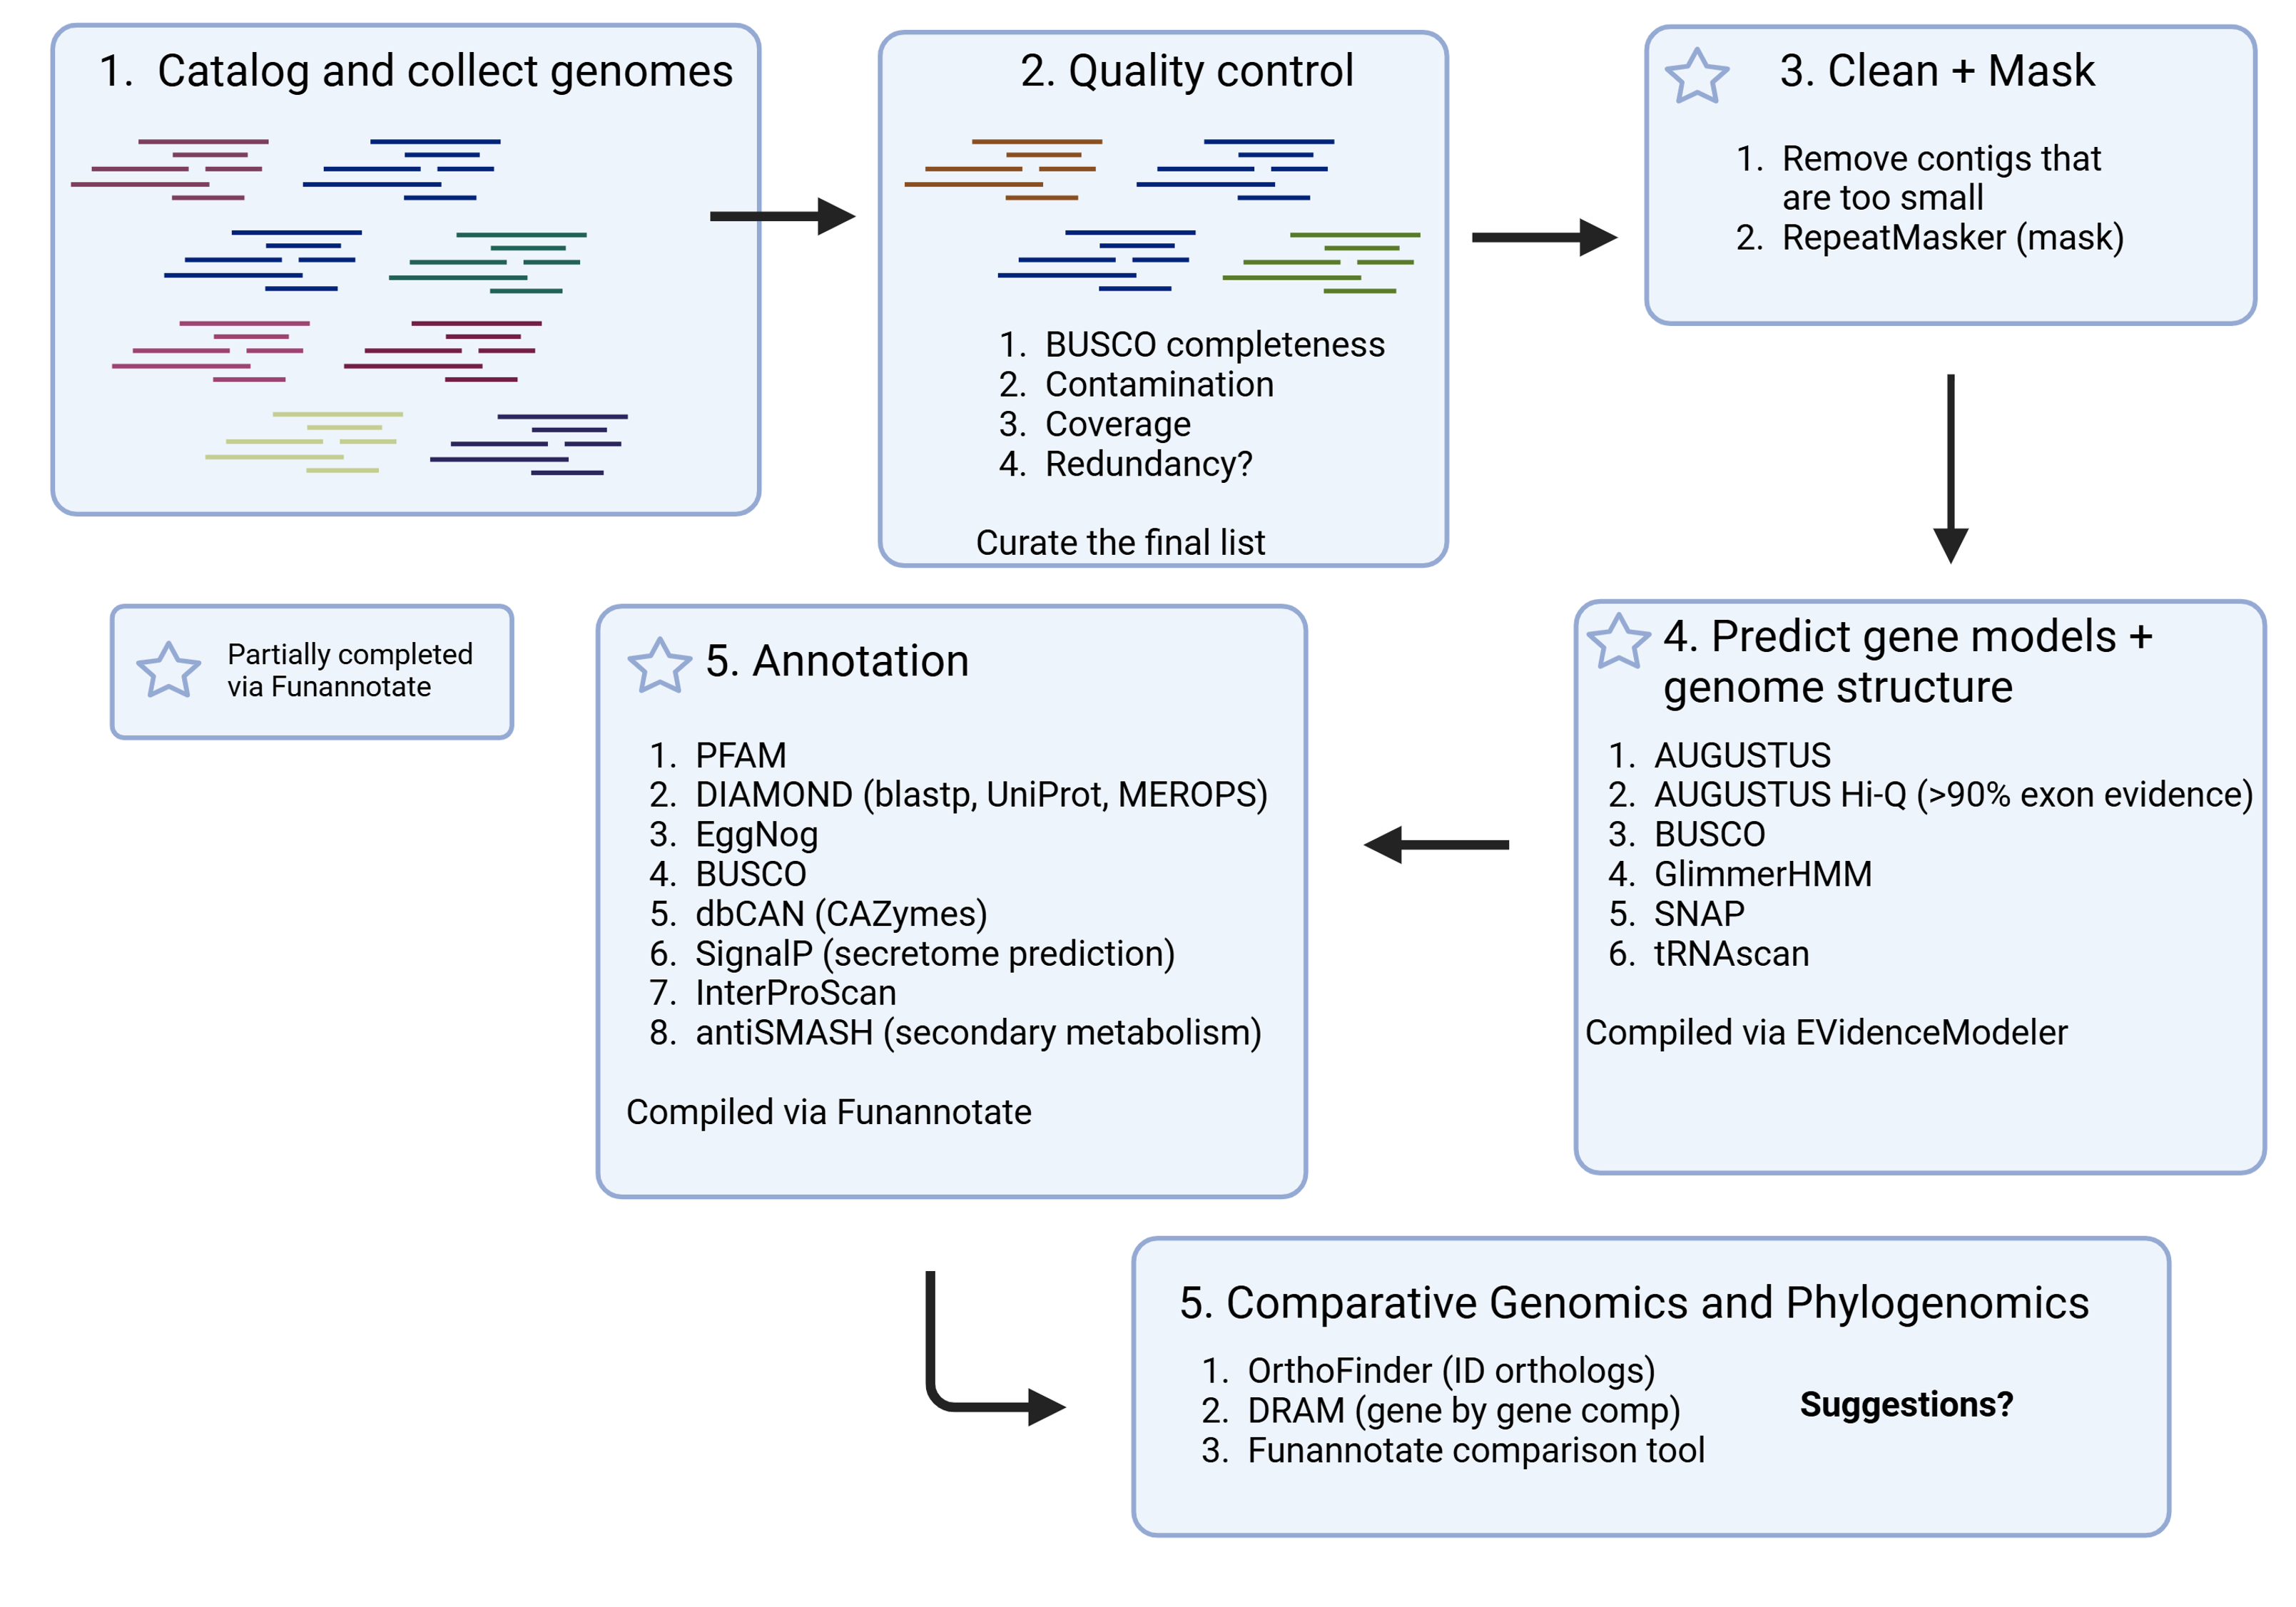 1. Catalog and collect genomes
2. Quality control
1. BUSCO completeness
2. Contamination
3. Coverage
4. Redundancy?
Curate the final list
3. Clean + Mask
1. Remove contigs that
are too small
2. RepeatMasker (mask)
4. Predict gene models +
genome structure
1. AUGUSTUS
2. AUGUSTUS Hi-Q (>90% exon evidence)
3. BUSCO
4. GlimmerHMM
5. SNAP
6. tRNAscan
Compiled via EVidenceModeler
5. Annotation
1. PFAM
2. DIAMOND (blastp, UniProt, MEROPS)
3. EggNog
4. BUSCO
5. dbCAN (CAZymes)
6. SignalP (secretome prediction)
7. InterProScan
8. antiSMASH (secondary metabolism)
Compiled via Funannotate
Partially completed
via Funannotate
5. Comparative Genomics and Phylogenomics
1. OrthoFinder (ID orthologs)
2. DRAM (gene by gene comp)
3. Funannotate comparison tool
Suggestions?